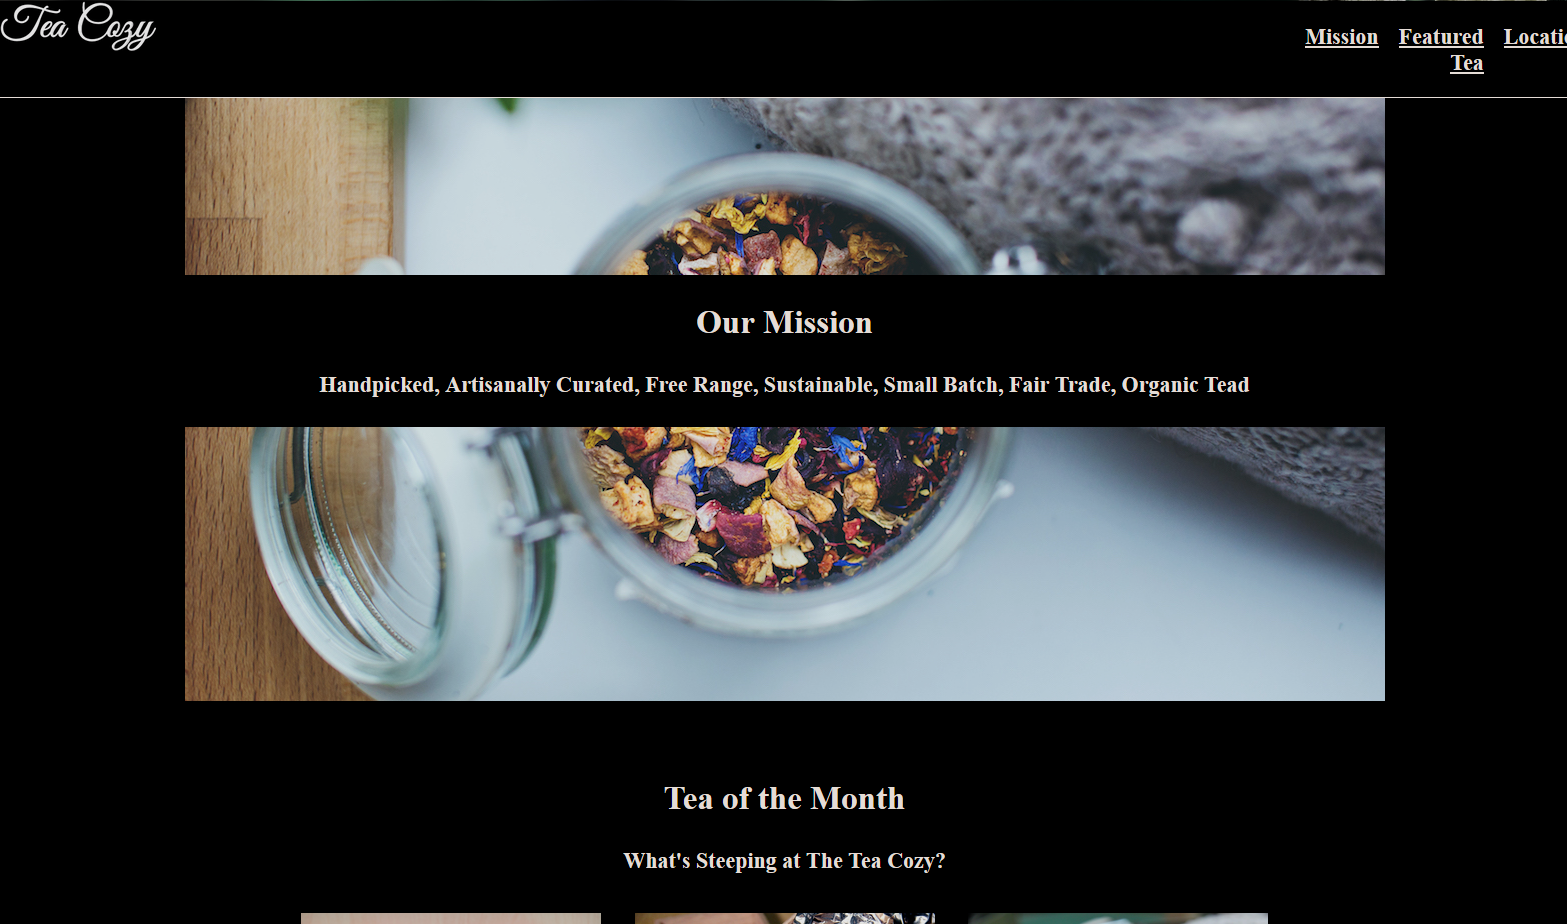 Tea Cozy
Mission Featured Locatio
Tea
Our Mission
Handpicked, Artisanally Curated, Free Range, Sustainable, Small Batch, Fair Trade, Organic Tead
Tea of the Month
What's Steeping at The Tea Cozy?